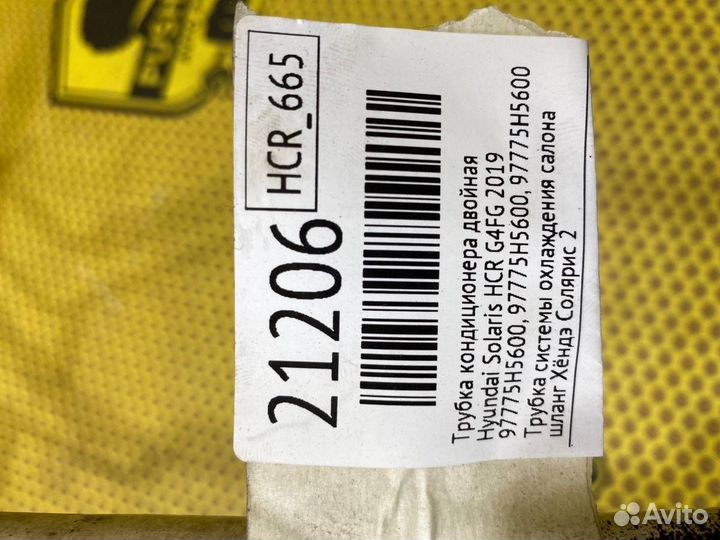 21206 HCR_665
Трубка кондиционера двойная
Hyundai Solaris HCR G4FG 2019
97775H5600, 97775H5600, 97775H5600
Трубка системы охлаждения салона
шланг Хёндэ Солярис 2
Avito